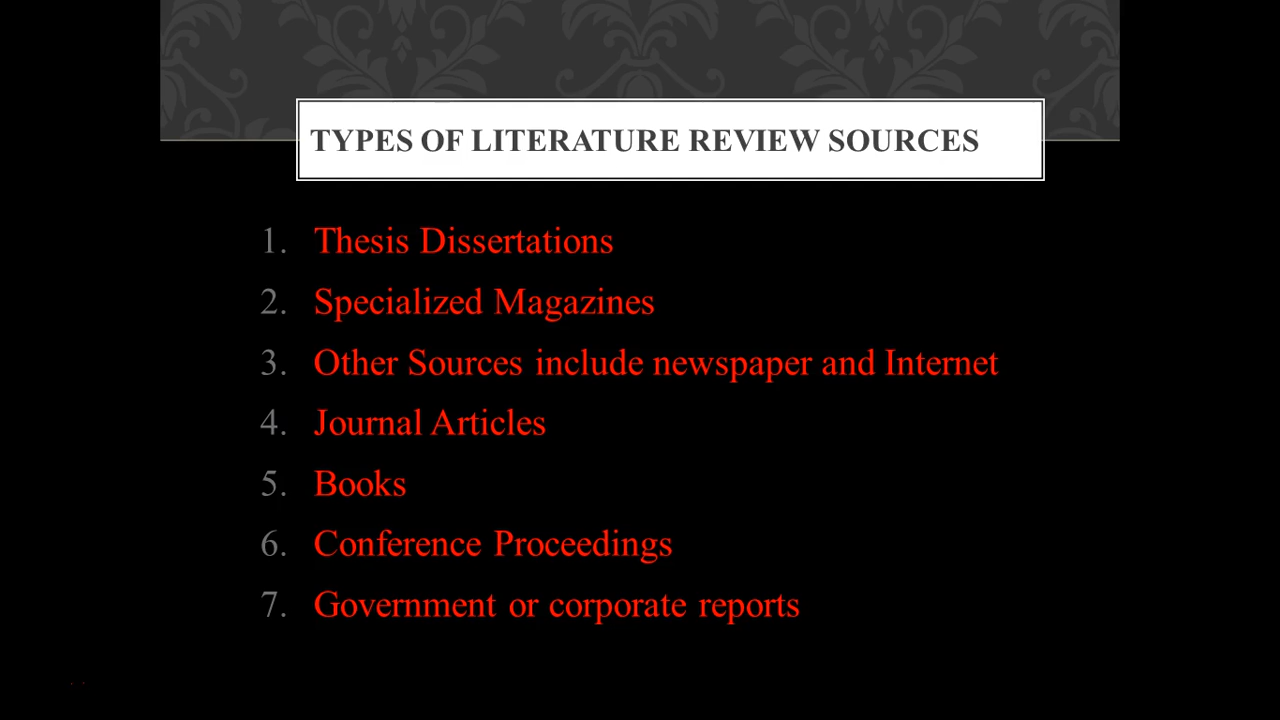 TYPES OF LITERATURE REVIEW SOURCES
1. Thesis Dissertations
2. Specialized Magazines
3. Other Sources include newspaper and Internet
4. Journal Articles
5. Books
6. Conference Proceedings
7. Government or corporate reports